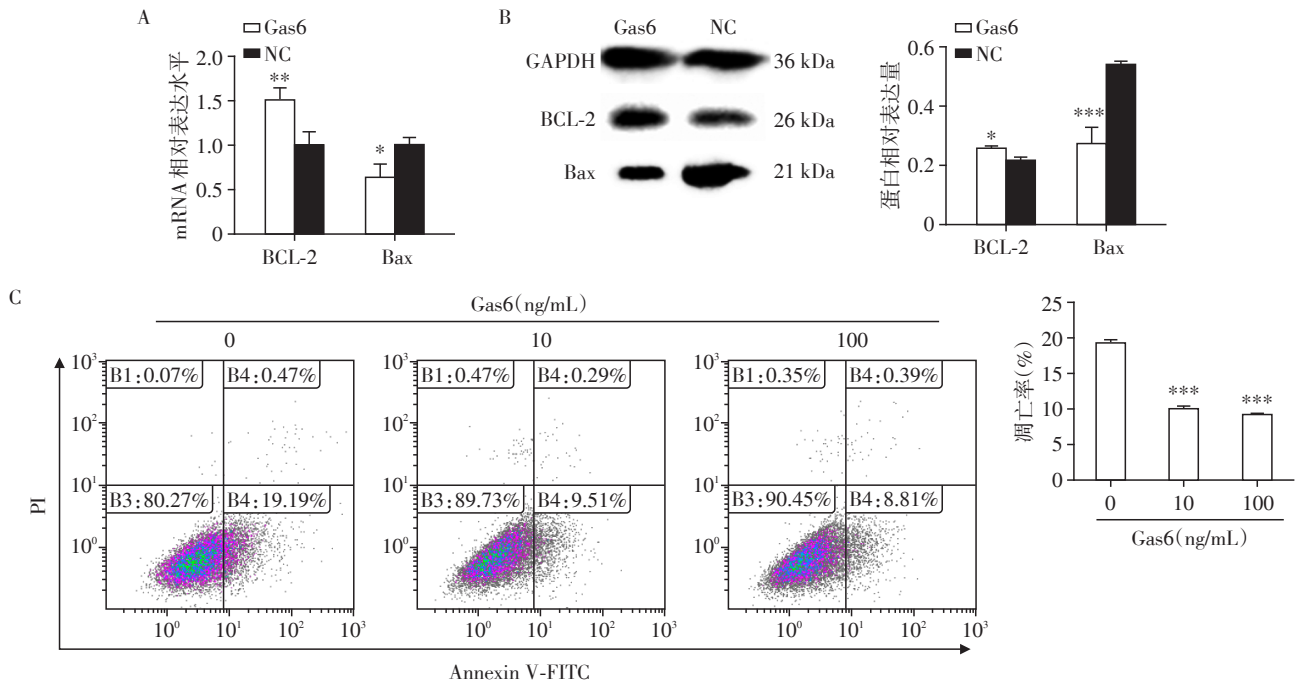 A
Gas6
NC
mRNA 相对表达水平
2.0
1.5
1.0
0.5
0
**
*
BCL-2
Bax
B
Gas6
NC
GAPDH
36 kDa
BCL-2
26 kDa
Bax
21 kDa
Gas6
NC
蛋白相对表达量
0.6
0.4
0.2
0
*
***
BCL-2
Bax
C
Gas6(ng/mL)
0
10
100
PI
10³
10²
10¹
10⁰
B1:0.07%
B4:0.47%
B3:80.27%
B4:19.19%
10⁰
10¹
10²
10³
10³
10²
10¹
10⁰
B1:0.47%
B4:0.29%
B3:89.73%
B4:9.51%
10⁰
10¹
10²
10³
10³
10²
10¹
10⁰
B1:0.35%
B4:0.39%
B3:90.45%
B4:8.81%
10⁰
10¹
10²
10³
Annexin V-FITC
凋亡率(%)
25
20
15
10
5
0
***
***
0
10
100
Gas6(ng/mL)